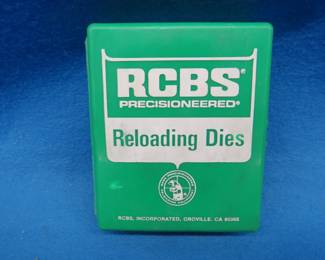 RCBS®
PRECISIONEERED®
Reloading Dies
RCBS, INCORPORATED, OROVILLE, CA 95965